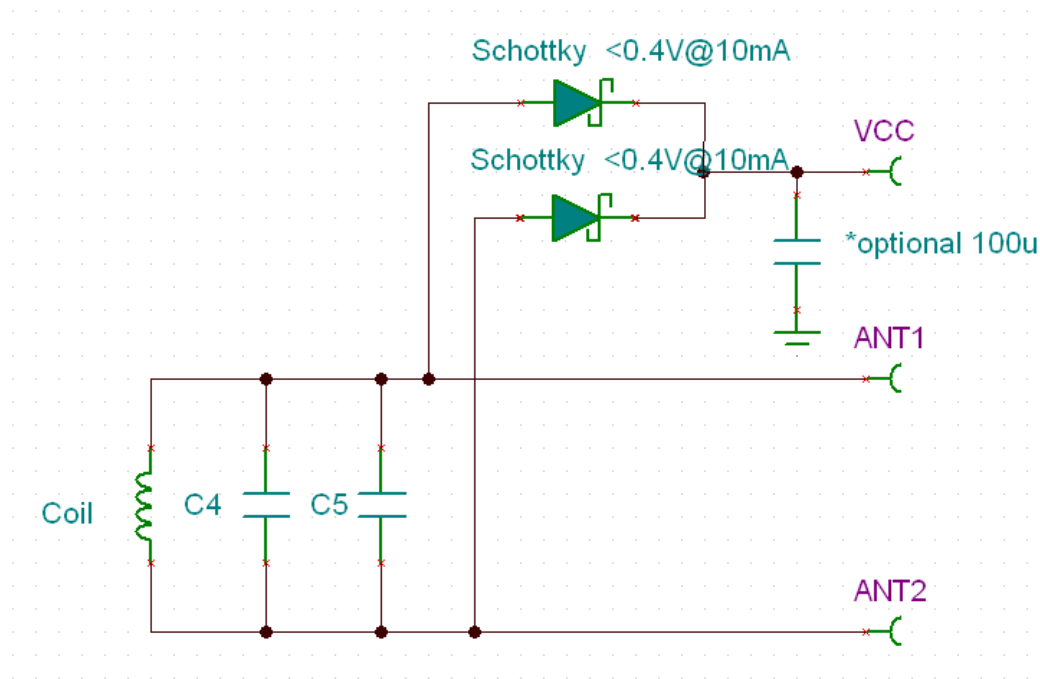 Schottky <0.4V@10mA
VCC
Schottky <0.4V@10mA
*optional 100u
ANT1
Coil
C4
C5
ANT2